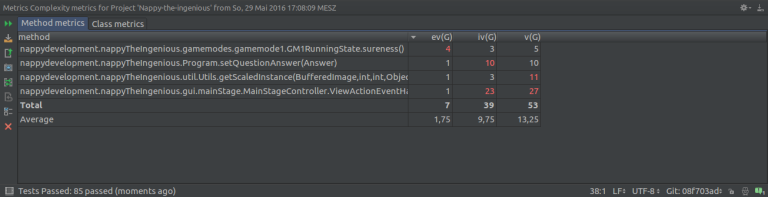 Metrics Complexity metrics for Project 'Nappy-the-ingenious' from So, 29 Mai 2016 17:08:09 MESZ
Method metrics Class metrics
method ev(G) iv(G) v(G)
nappydevelopment.nappyTheIngenious.gamemodes.gamemode1.GM1RunningState.sureness() 4 3 5
nappydevelopment.nappyTheIngenious.Program.setQuestionAnswer(Answer) 1 10 10
nappydevelopment.nappyTheIngenious.util.Utils.getScaledInstance(BufferedImage,int,int,Objec 1 3 11
nappydevelopment.nappyTheIngenious.gui.mainStage.MainStageController.ViewActionEventHa 1 23 27
Total 7 39 53
Average 1,75 9,75 13,25
Tests Passed: 85 passed (moments ago) 38:1 LF÷ UTF-8 ÷ Git: 08f703ad÷